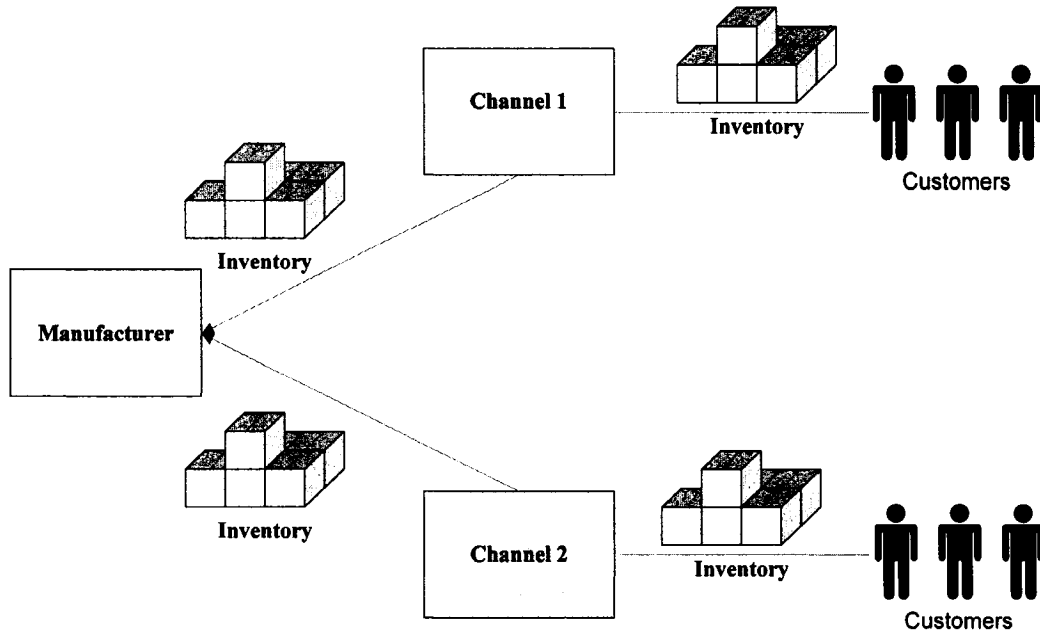 Channel 1
Inventory
Customers
Inventory
Manufacturer
Inventory
Channel 2
Inventory
Customers